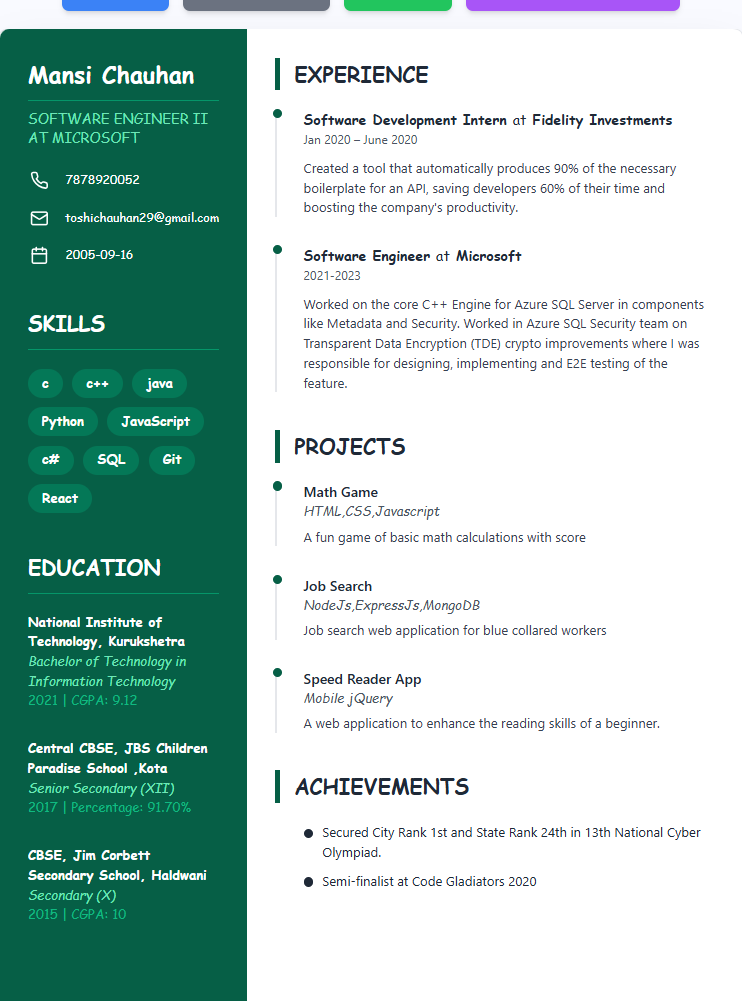 Mansi Chauhan
SOFTWARE ENGINEER II
AT MICROSOFT
7878920052
toshichauhan29@gmail.com
2005-09-16
SKILLS
c
c++
java
Python
JavaScript
c#
SQL
Git
React
EDUCATION
National Institute of
Technology, Kurukshetra
Bachelor of Technology in
Information Technology
2021 | CGPA: 9.12
Central CBSE, JBS Children
Paradise School ,Kota
Senior Secondary (XII)
2017 | Percentage: 91.70%
CBSE, Jim Corbett
Secondary School, Haldwani
Secondary (X)
2015 | CGPA: 10
EXPERIENCE
Software Development Intern at Fidelity Investments
Jan 2020 – June 2020
Created a tool that automatically produces 90% of the necessary
boilerplate for an API, saving developers 60% of their time and
boosting the company's productivity.
Software Engineer at Microsoft
2021-2023
Worked on the core C++ Engine for Azure SQL Server in components
like Metadata and Security. Worked in Azure SQL Security team on
Transparent Data Encryption (TDE) crypto improvements where I was
responsible for designing, implementing and E2E testing of the
feature.
PROJECTS
Math Game
HTML,CSS,Javascript
A fun game of basic math calculations with score
Job Search
NodeJs,ExpressJs,MongoDB
Job search web application for blue collared workers
Speed Reader App
Mobile jQuery
A web application to enhance the reading skills of a beginner.
ACHIEVEMENTS
Secured City Rank 1st and State Rank 24th in 13th National Cyber
Olympiad.
Semi-finalist at Code Gladiators 2020